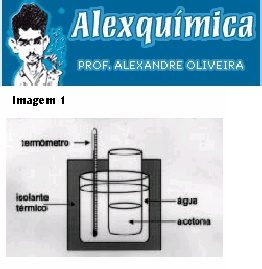 Alexquímica
PROF. ALEXANDRE OLIVEIRA
Imagem 1
termômetro
isolante
térmico
água
acetona